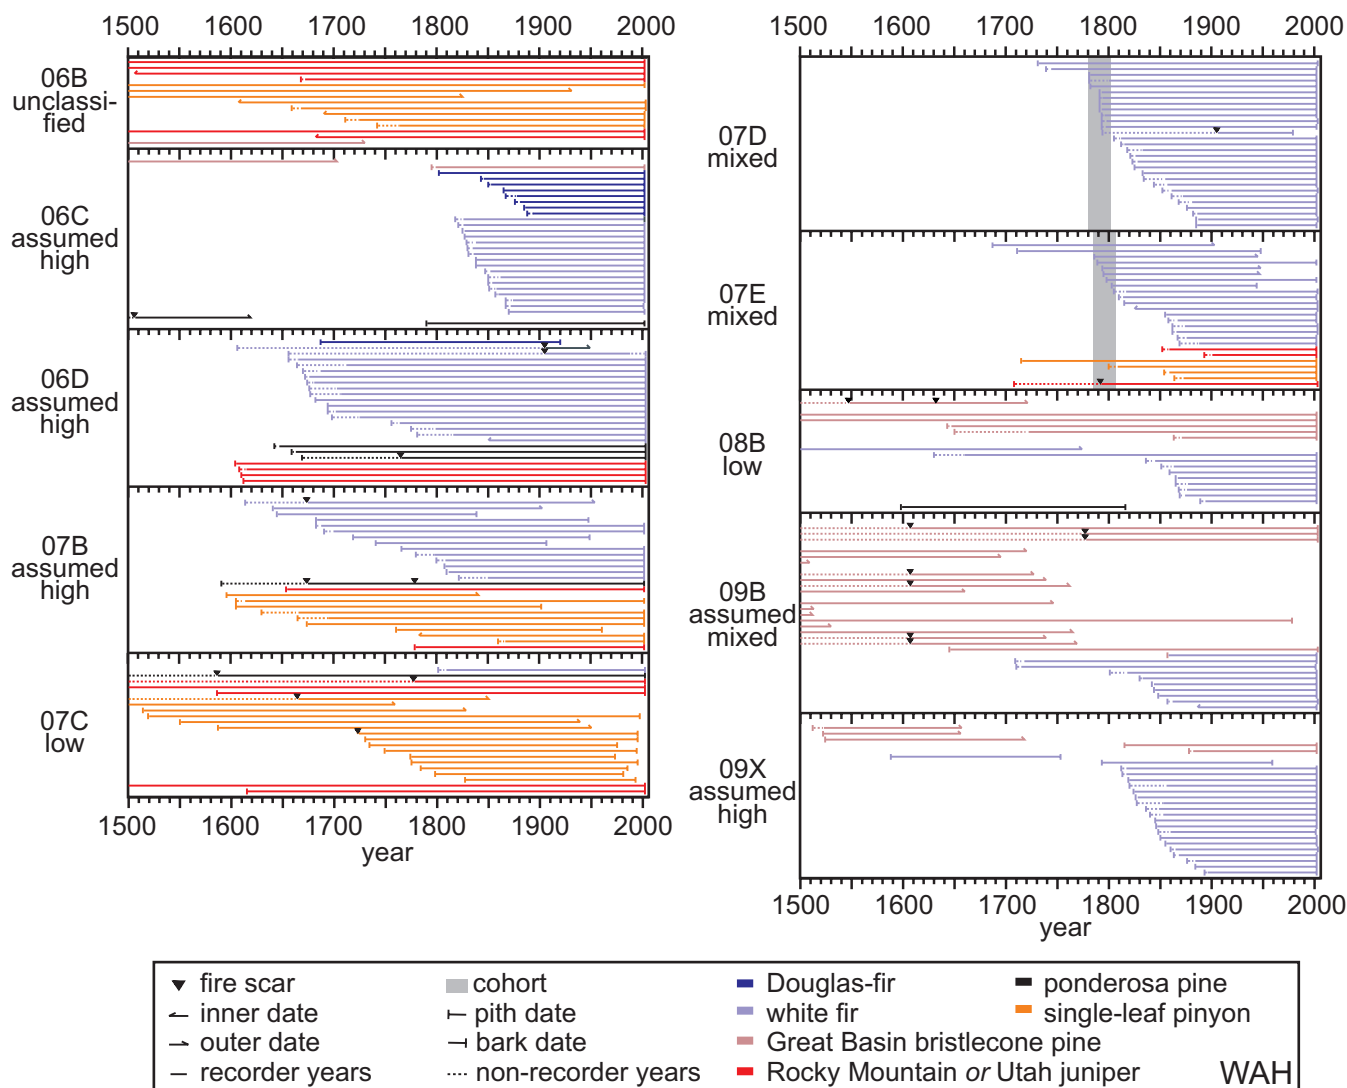 1500 1600 1700 1800 1900 2000
06B
unclassi-
fied
06C
assumed
high
06D
assumed
high
07B
assumed
high
07C
low
1500 1600 1700 1800 1900 2000
year
1500 1600 1700 1800 1900 2000
07D
mixed
07E
mixed
08B
low
09B
assumed
mixed
09X
assumed
high
1500 1600 1700 1800 1900 2000
year
fire scar cohort Douglas-fir ponderosa pine
inner date pith date white fir single-leaf pinyon
outer date bark date Great Basin bristlecone pine
recorder years non-recorder years Rocky Mountain or Utah juniper WAH